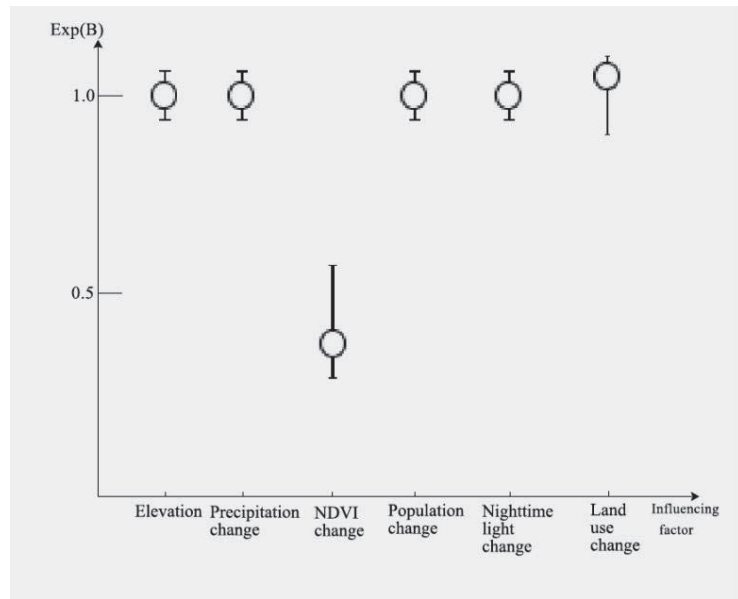 Exp(B)
1.0
0.5
Elevation
Precipitation
change
NDVI
change
Population
change
Nighttime
light
change
Land
use
change
Influencing
factor